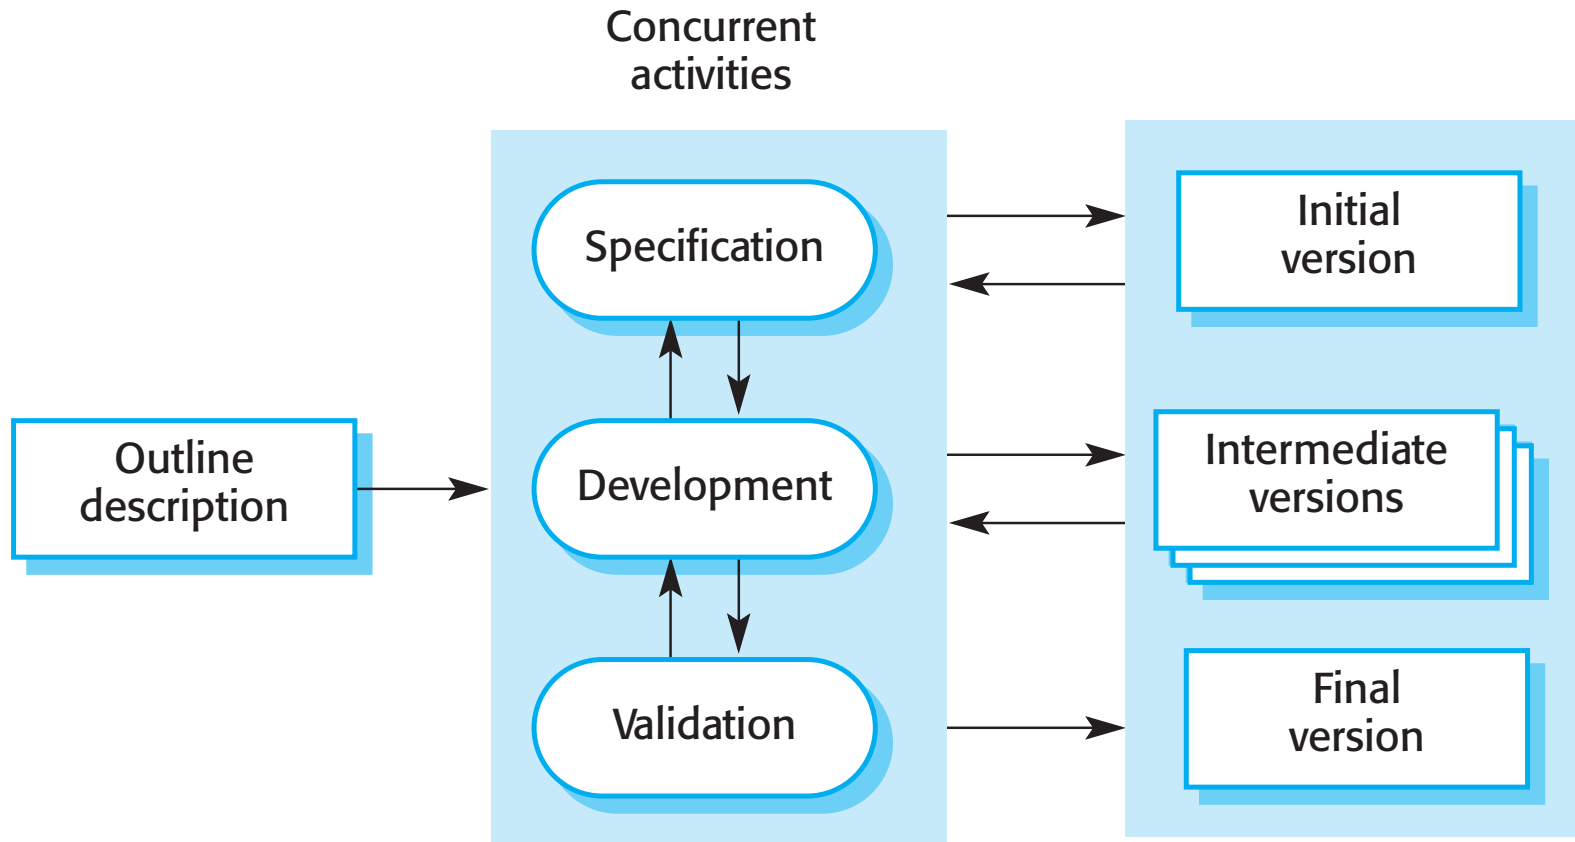 Concurrent
activities
Outline
description
Specification
Development
Validation
Initial
version
Intermediate
versions
Final
version